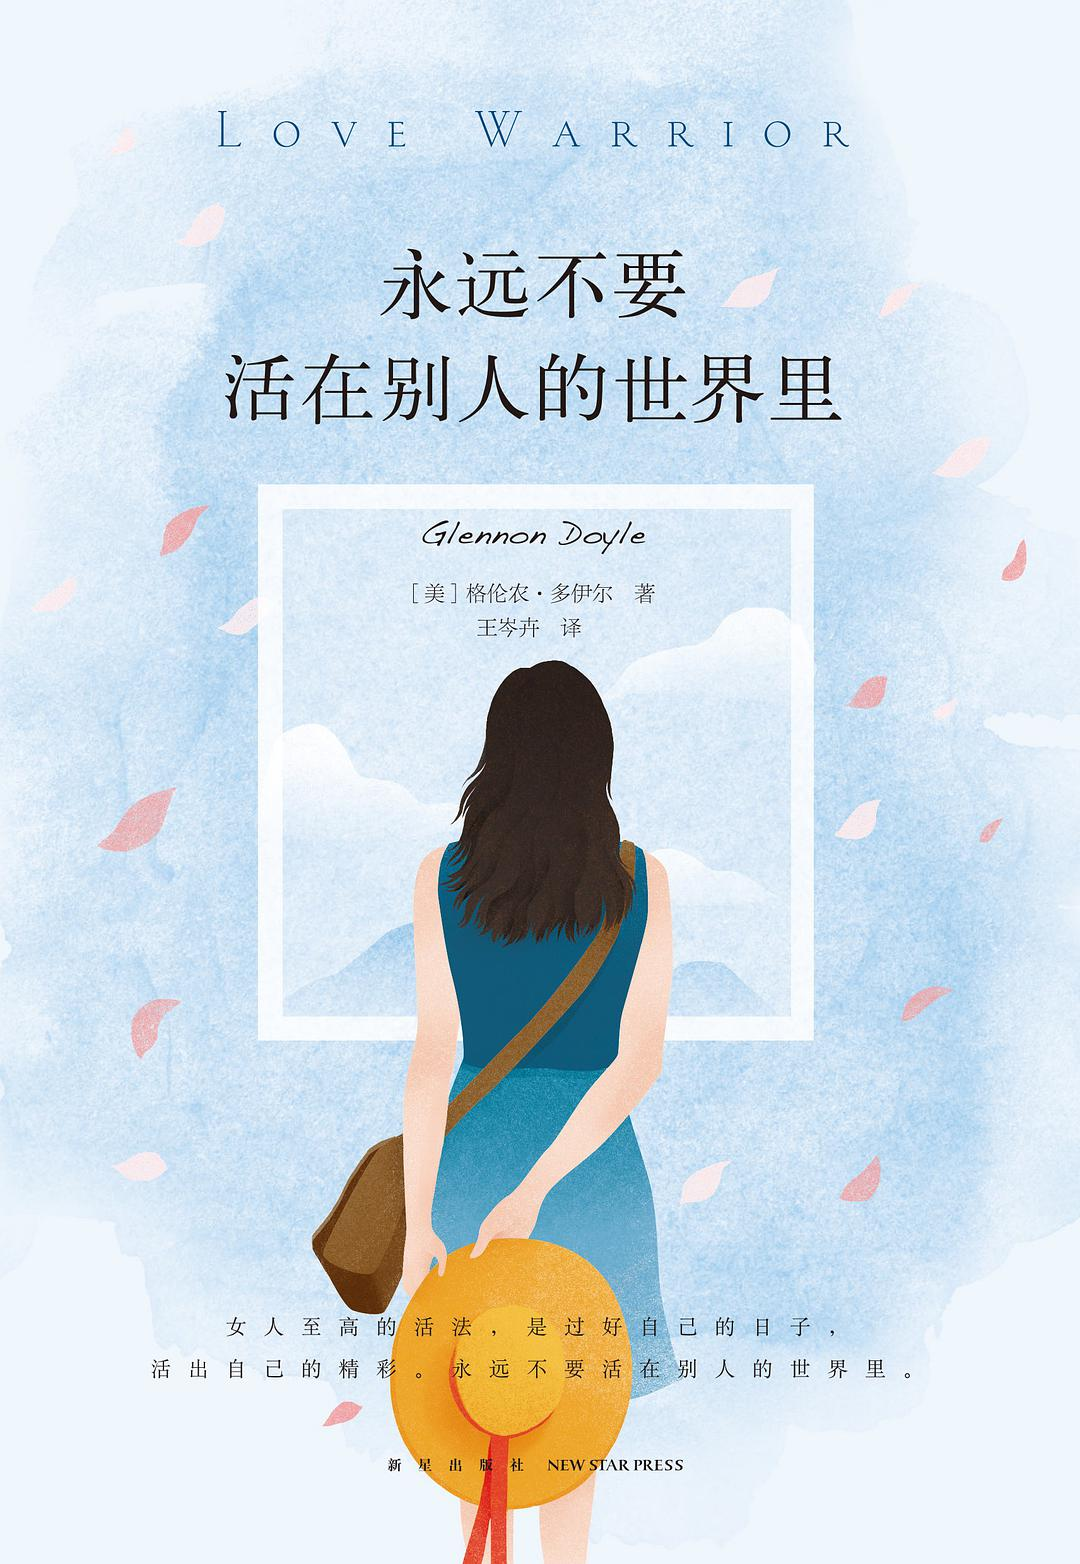 LOVE WARRIOR
永远不要
活在别人的世界里
Glennon Doyle
[美]格伦农·多伊尔 著
王岑卉 译
女人至高的活法，是过好自己的日子，
活出自己的精彩。永远不要活在别人的世界里。
新星出版社 NEW STAR PRESS